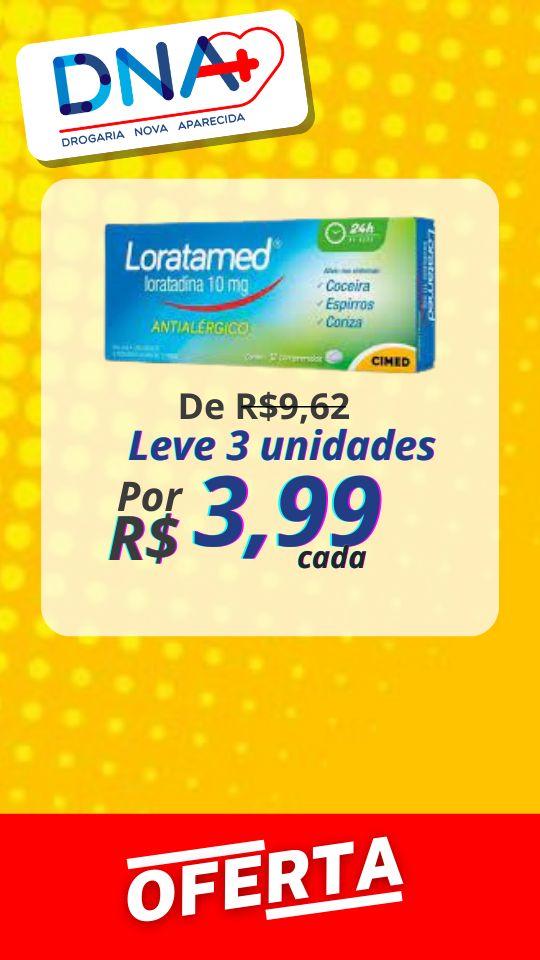 DNA+
DROGARIA NOVA APARECIDA
24h
Loratamed®
loratadina 10 mg
Coceira
Espirros
Coriza
ANTIALÉRGICO
CIMED
Loratamed
De R$9,62
Leve 3 unidades
Por
R$ 3,99
cada
OFERTA